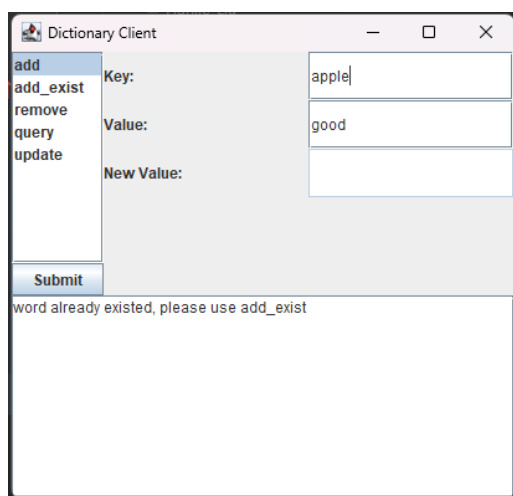 Dictionary Client
add
add_exist
remove
query
update
Key:
apple
Value:
good
New Value:
Submit
word already existed, please use add_exist